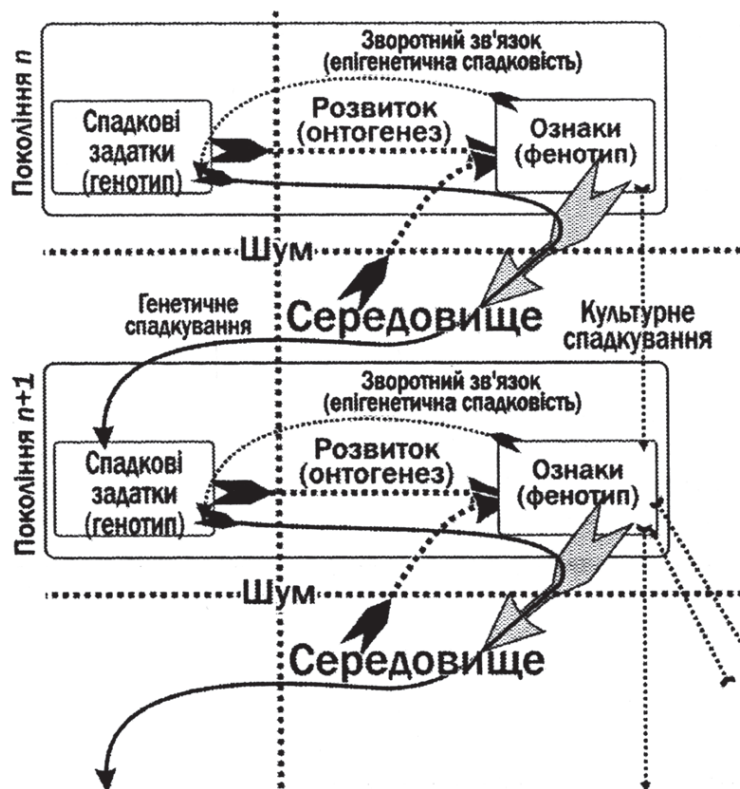 Покоління n
Зворотний зв'язок
(епігенетична спадковість)
Спадкові
задатки
(генотип)
Розвиток
(онтогенез)
Ознаки
(фенотип)
Шум
Середовище
Генетичне
спадкування
Культурне
спадкування
Покоління n+1
Зворотний зв'язок
(епігенетична спадковість)
Спадкові
задатки
(генотип)
Розвиток
(онтогенез)
Ознаки
(фенотип)
Шум
Середовище